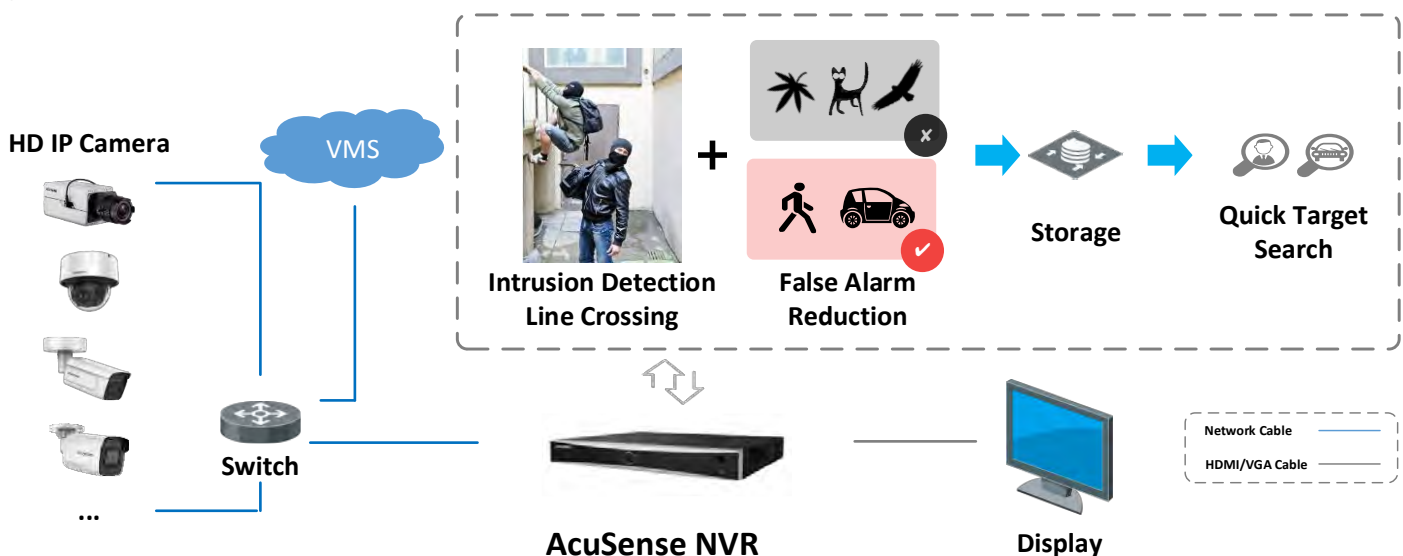 HD IP Camera
VMS
Intrusion Detection
Line Crossing
False Alarm
Reduction
Storage
Quick Target
Search
...
Switch
AcuSense NVR
Display
Network Cable
HDMI/VGA Cable